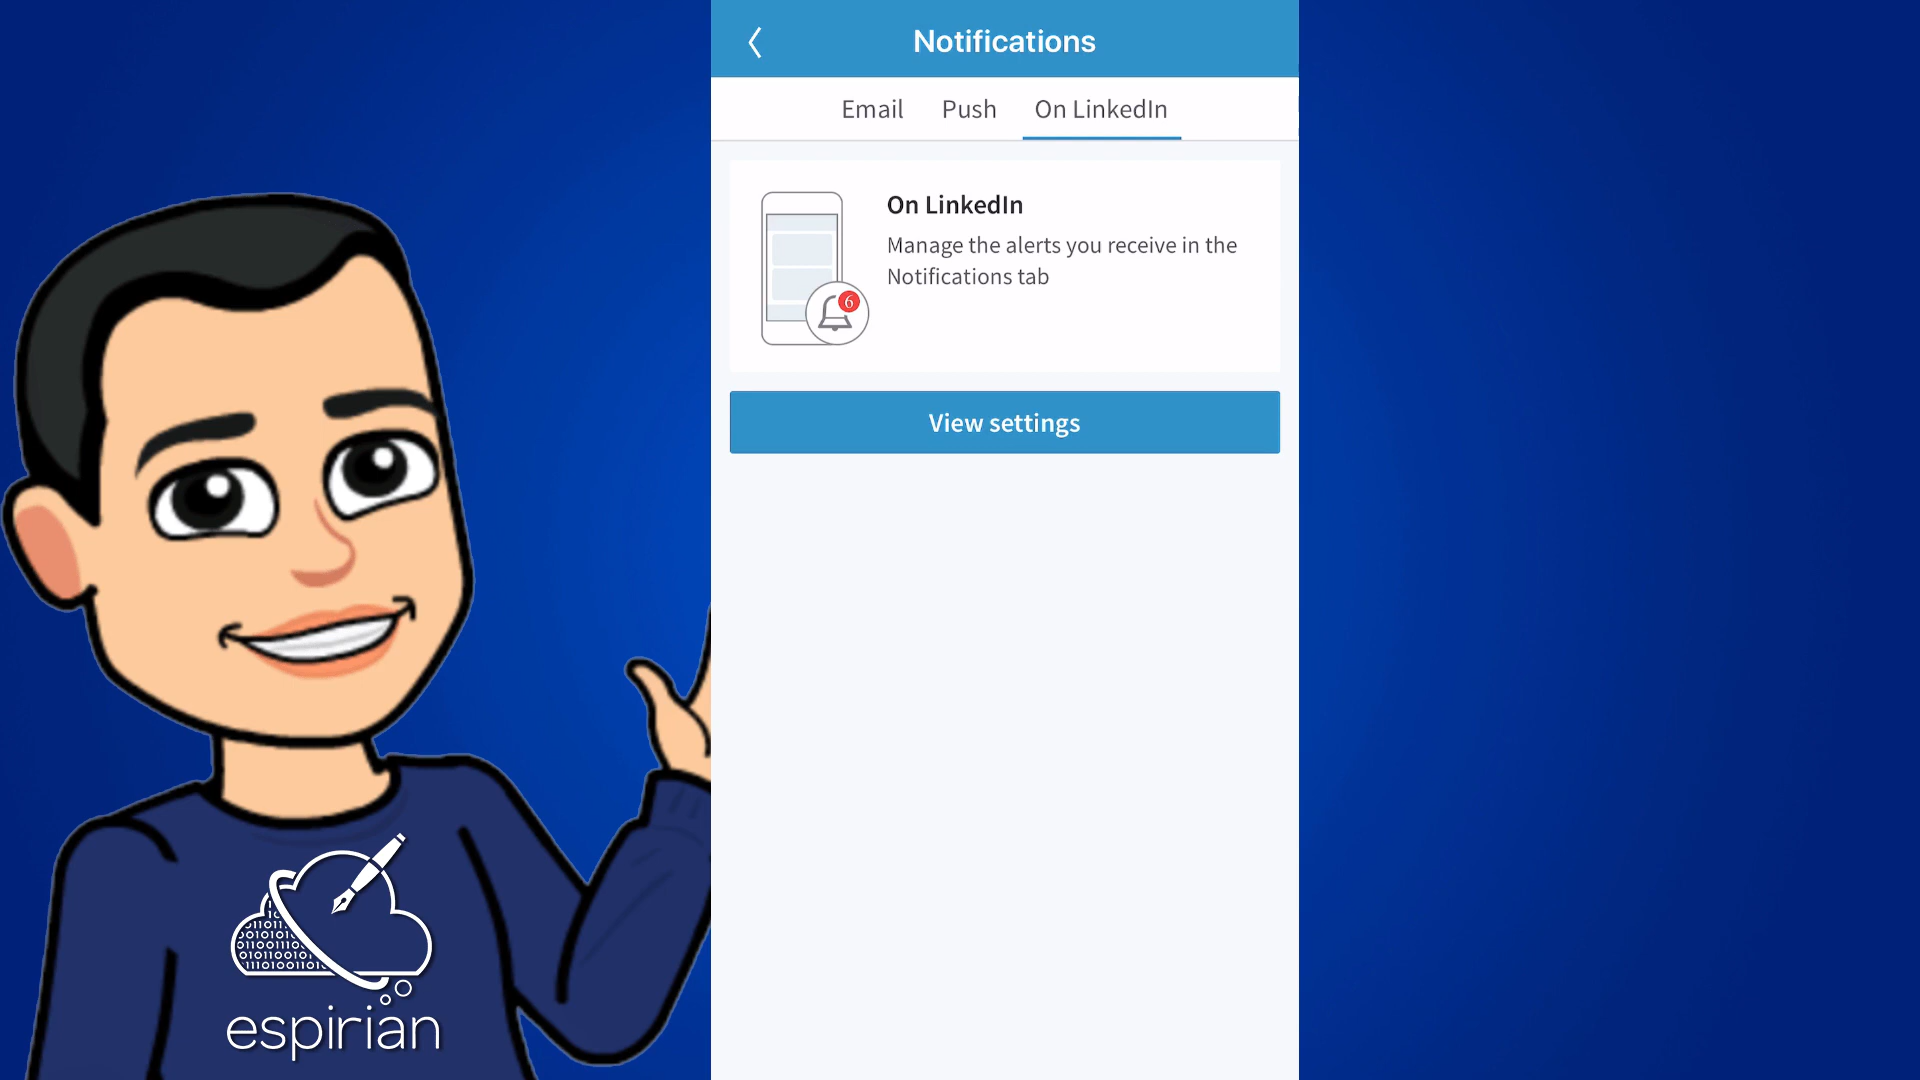 Notifications
Email Push On LinkedIn
On LinkedIn
Manage the alerts you receive in the
Notifications tab
6
View settings
espirian